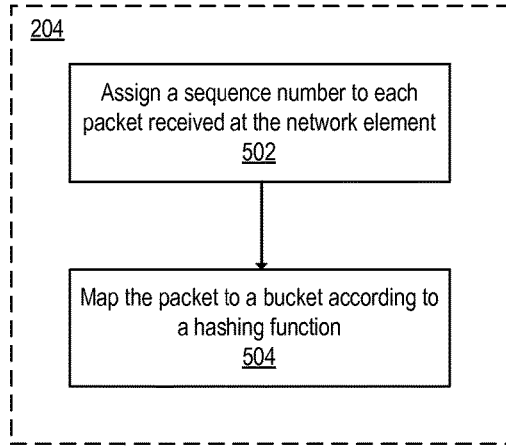 204
Assign a sequence number to each
packet received at the network element
502
Map the packet to a bucket according to
a hashing function
504